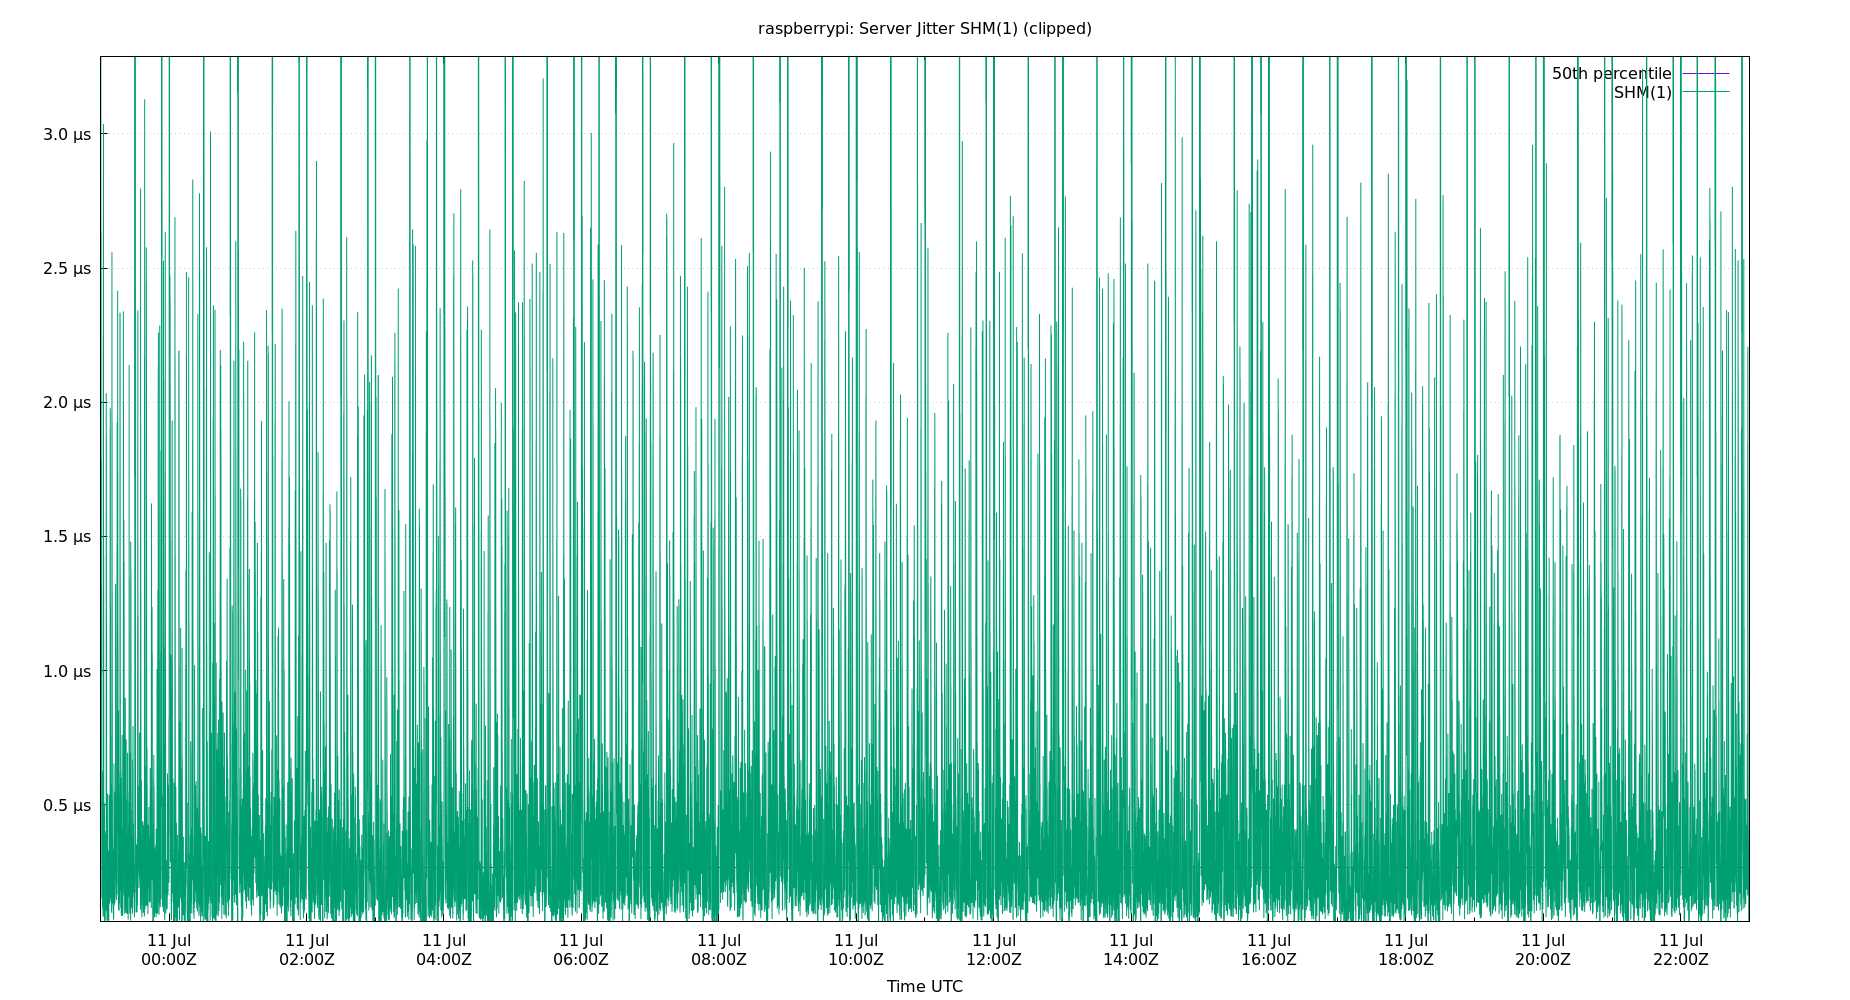 raspberrypi: Server Jitter SHM(1) (clipped)
50th percentile
SHM(1)
3.0 µs
2.5 µs
2.0 µs
1.5 µs
1.0 µs
0.5 µs
11 Jul 11 Jul 11 Jul 11 Jul 11 Jul 11 Jul 11 Jul 11 Jul 11 Jul 11 Jul 11 Jul 11 Jul
00:00Z 02:00Z 04:00Z 06:00Z 08:00Z 10:00Z 12:00Z 14:00Z 16:00Z 18:00Z 20:00Z 22:00Z
Time UTC